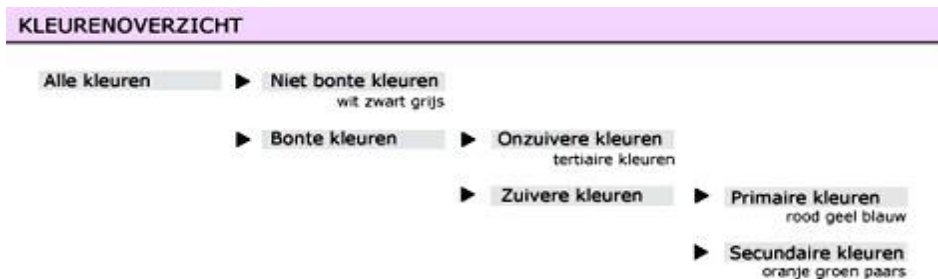 KLEURENOVERZICHT
Alle kleuren
Niet bonte kleuren
wit zwart grijs
Bonte kleuren
Onzuivere kleuren
tertiaire kleuren
Zuivere kleuren
Primaire kleuren
rood geel blauw
Secundaire kleuren
oranje groen paars